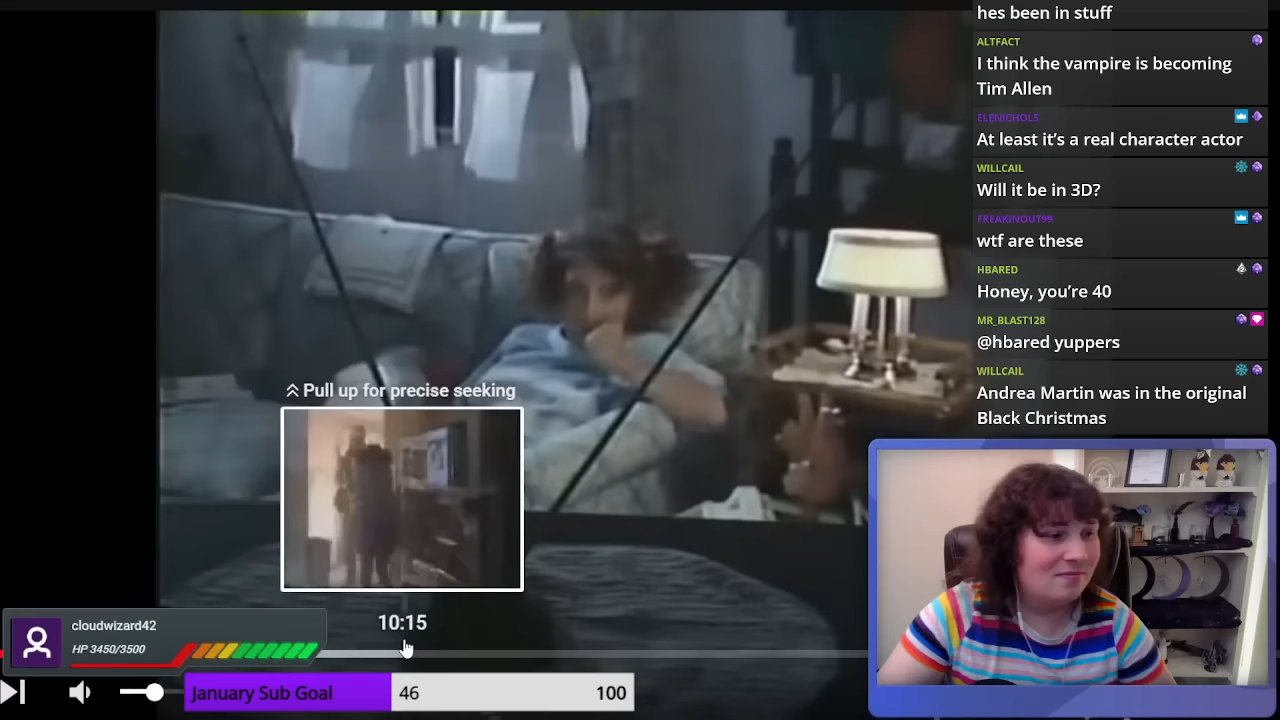 hes been in stuff
ALTFACT
I think the vampire is becoming
Tim Allen
ELENICHOLS
At least it’s a real character actor
WILLCAIL
Will it be in 3D?
FREAKINOUT99
wtf are these
HBARED
Honey, you’re 40
MR_BLAST128
@hbared yuppers
WILLCAIL
Andrea Martin was in the original
Black Christmas
Pull up for precise seeking
10:15
cloudwizard42
HP 3450/3500
January Sub Goal 46 100